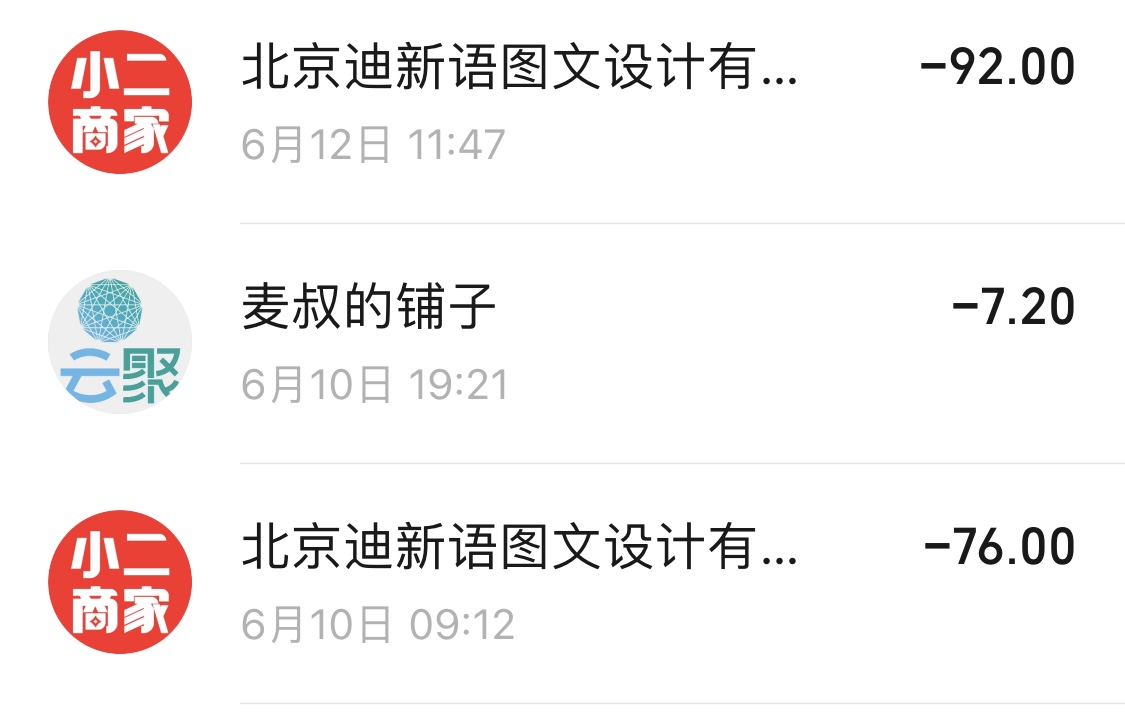 小二
商家
北京迪新语图文设计有...
-92.00
6月12日 11:47
云聚
麦叔的铺子
-7.20
6月10日 19:21
小二
商家
北京迪新语图文设计有...
-76.00
6月10日 09:12